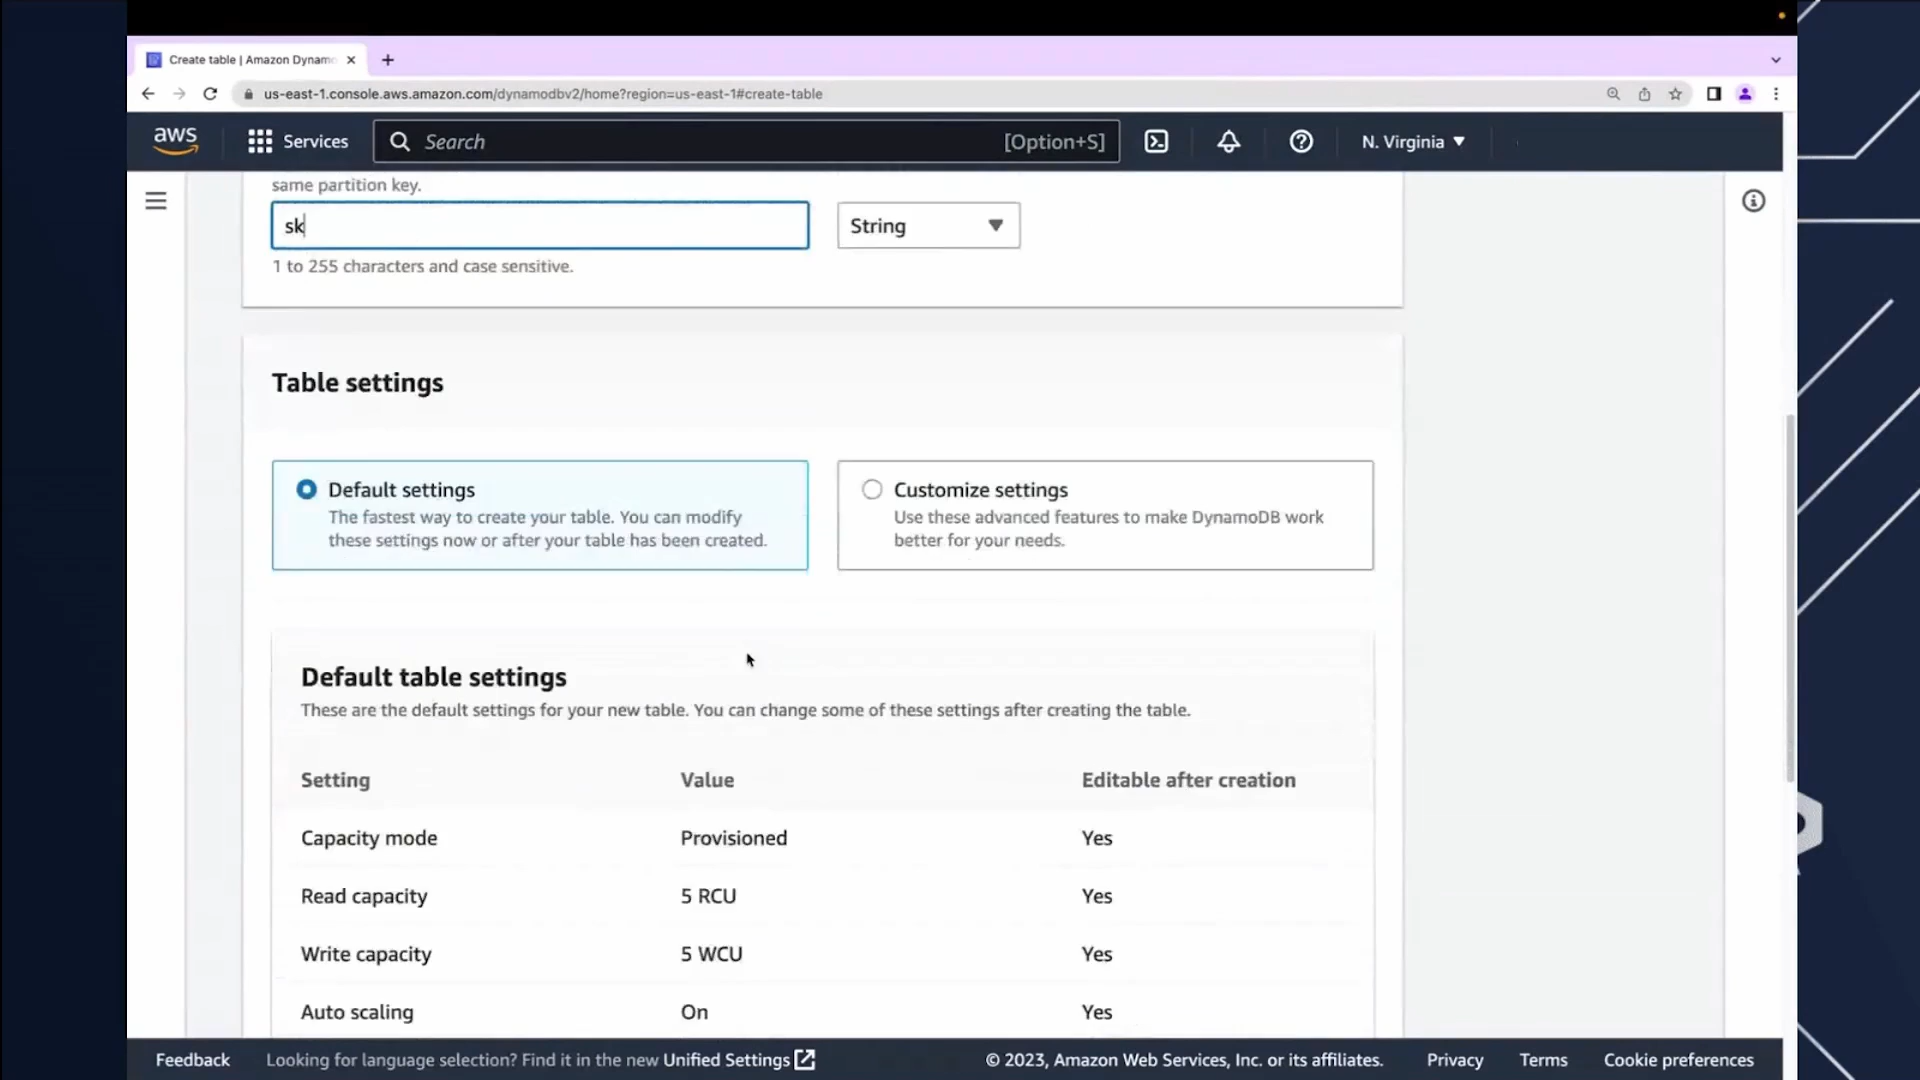 Create table | Amazon Dynam
us-east-1.console.aws.amazon.com/dynamodbv2/home?region=us-east-1#create-table
aws
Services
Search
[Option+S]
N. Virginia
same partition key.
sk
String
1 to 255 characters and case sensitive.
Table settings
Default settings
The fastest way to create your table. You can modify
these settings now or after your table has been created.
Customize settings
Use these advanced features to make DynamoDB work
better for your needs.
Default table settings
These are the default settings for your new table. You can change some of these settings after creating the table.
Setting Value Editable after creation
Capacity mode Provisioned Yes
Read capacity 5 RCU Yes
Write capacity 5 WCU Yes
Auto scaling On Yes
Feedback Looking for language selection? Find it in the new Unified Settings © 2023, Amazon Web Services, Inc. or its affiliates. Privacy Terms Cookie preferences